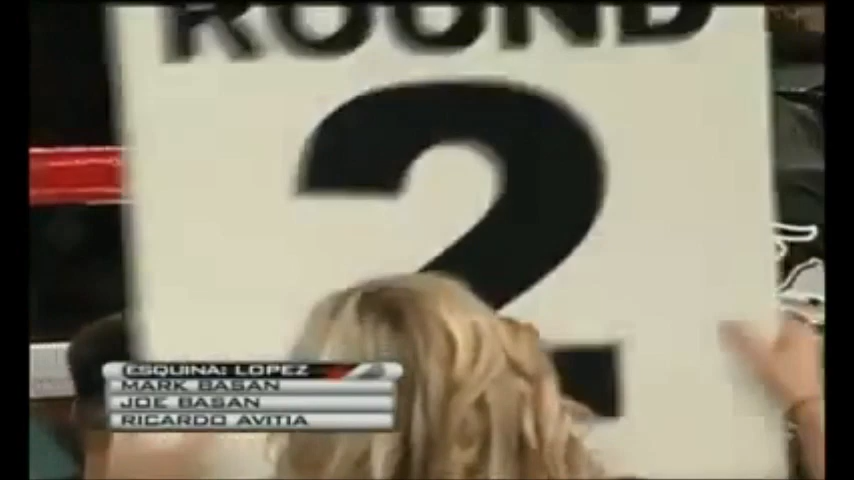 ROUND
2
ESQUINA: LOPEZ
MARK BASAN
JOE BASAN
RICARDO AVITIA